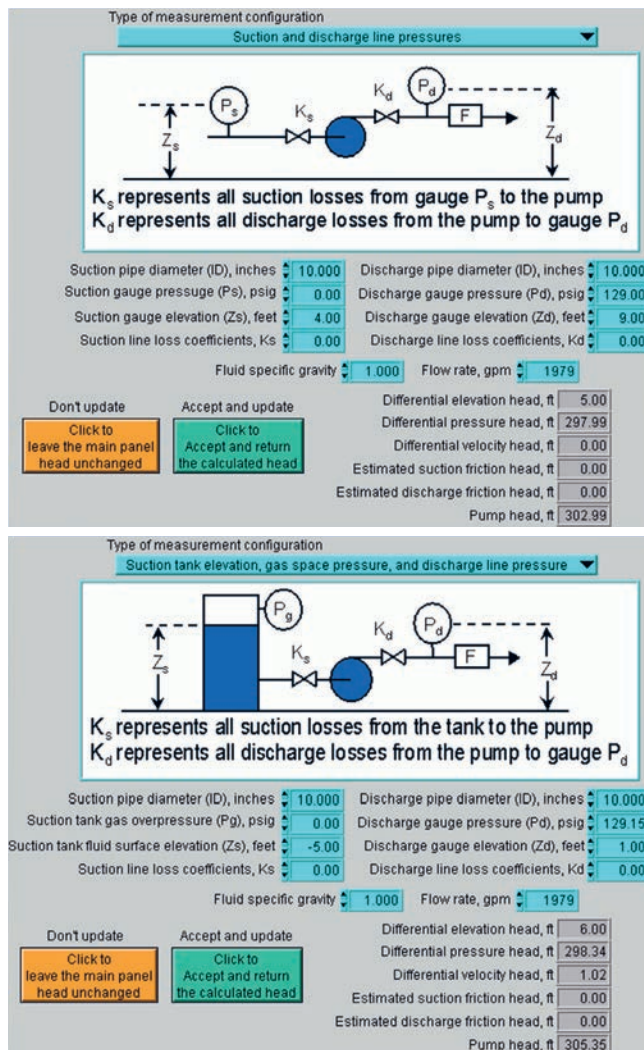 Type of measurement configuration
Suction and discharge line pressures
Ps
Ks
Kd
Pd
F
Zs
Zd
Ks represents all suction losses from gauge Ps to the pump
Kd represents all discharge losses from the pump to gauge Pd
Suction pipe diameter (ID), inches 10.000 Discharge pipe diameter (ID), inches 10.000
Suction gauge pressuge (Ps), psig 0.00 Discharge gauge pressure (Pd), psig 129.00
Suction gauge elevation (Zs), feet 4.00 Discharge gauge elevation (Zd), feet 9.00
Suction line loss coefficients, Ks 0.00 Discharge line loss coefficients, Kd 0.00
Fluid specific gravity 1.000 Flow rate, gpm 1979
Don't update Accept and update
Click to
leave the main panel
head unchanged
Click to
Accept and return
the calculated head
Differential elevation head, ft 5.00
Differential pressure head, ft 297.99
Differential velocity head, ft 0.00
Estimated suction friction head, ft 0.00
Estimated discharge friction head, ft 0.00
Pump head, ft 302.99
Type of measurement configuration
Suction tank elevation, gas space pressure, and discharge line pressure
Pg
Ks
Kd
Pd
F
Zs
Zd
Ks represents all suction losses from the tank to the pump
Kd represents all discharge losses from the pump to gauge Pd
Suction pipe diameter (ID), inches 10.000 Discharge pipe diameter (ID), inches 10.000
Suction tank gas overpressure (Pg), psig 0.00 Discharge gauge pressure (Pd), psig 129.15
Suction tank fluid surface elevation (Zs), feet -5.00 Discharge gauge elevation (Zd), feet 1.00
Suction line loss coefficients, Ks 0.00 Discharge line loss coefficients, Kd 0.00
Fluid specific gravity 1.000 Flow rate, gpm 1979
Don't update Accept and update
Click to
leave the main panel
head unchanged
Click to
Accept and return
the calculated head
Differential elevation head, ft 6.00
Differential pressure head, ft 298.34
Differential velocity head, ft 1.02
Estimated suction friction head, ft 0.00
Estimated discharge friction head, ft 0.00
Pump head, ft 305.35